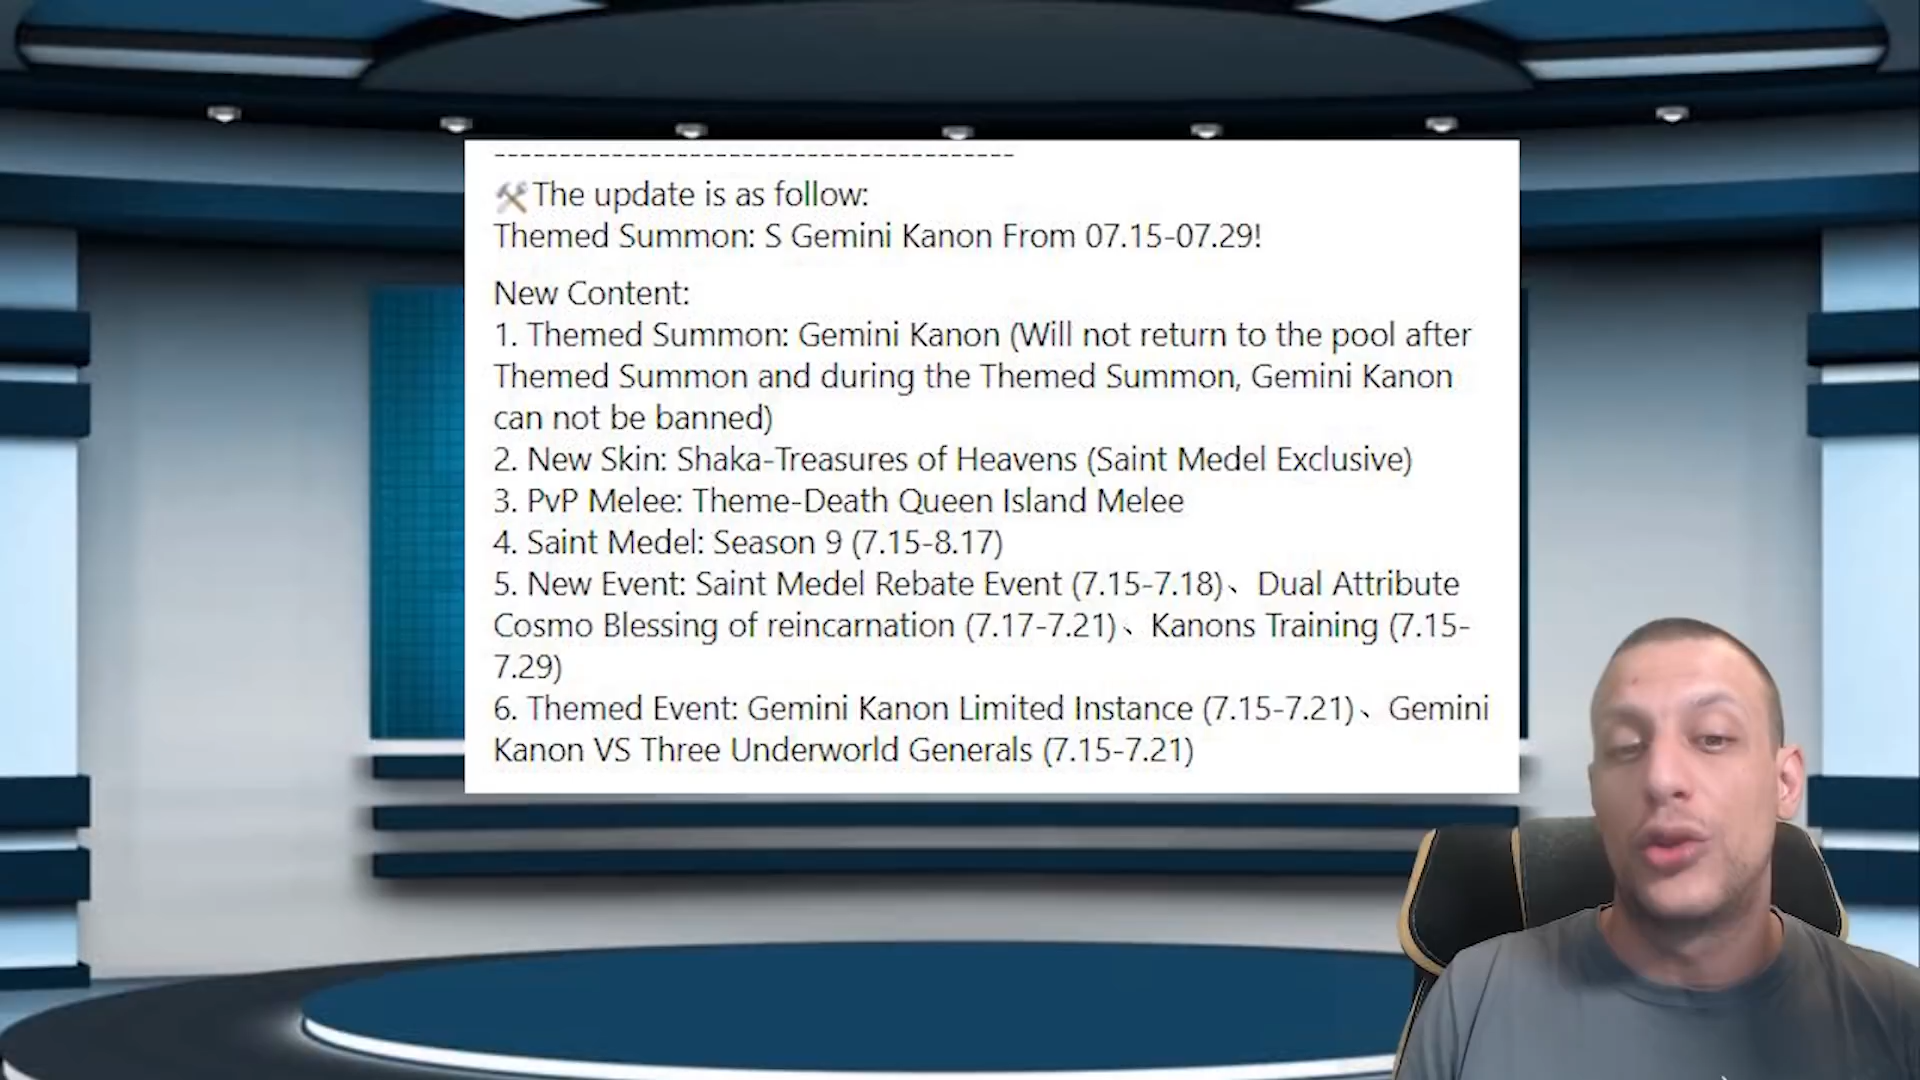 ---------------------------------------
🛠The update is as follow:
Themed Summon: S Gemini Kanon From 07.15-07.29!
New Content:
1. Themed Summon: Gemini Kanon (Will not return to the pool after
Themed Summon and during the Themed Summon, Gemini Kanon
can not be banned)
2. New Skin: Shaka-Treasures of Heavens (Saint Medel Exclusive)
3. PvP Melee: Theme-Death Queen Island Melee
4. Saint Medel: Season 9 (7.15-8.17)
5. New Event: Saint Medel Rebate Event (7.15-7.18)、Dual Attribute
Cosmo Blessing of reincarnation (7.17-7.21)、Kanons Training (7.15-
7.29)
6. Themed Event: Gemini Kanon Limited Instance (7.15-7.21)、Gemini
Kanon VS Three Underworld Generals (7.15-7.21)